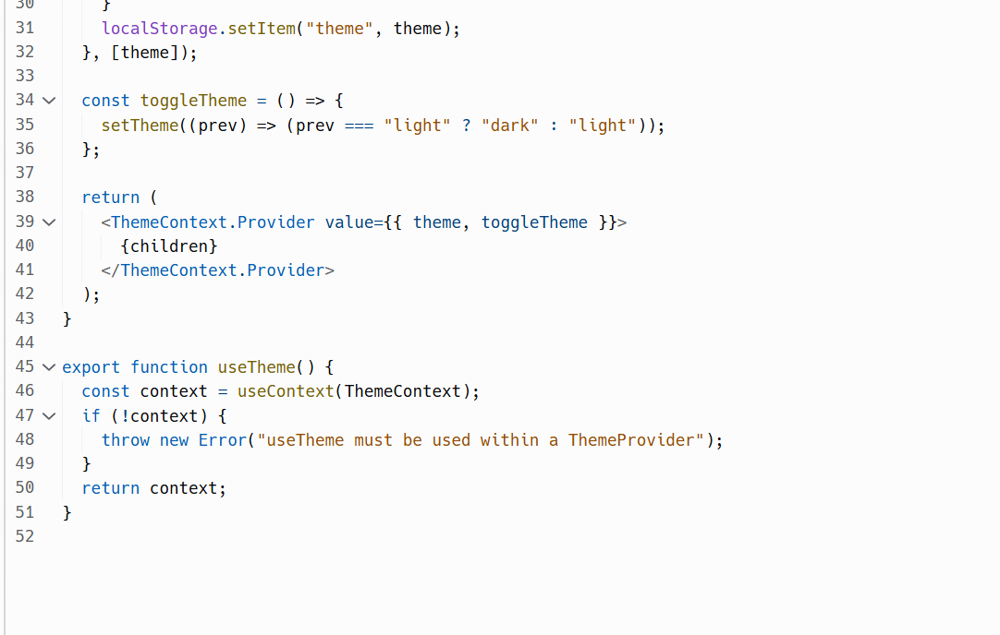 30 }
31 localStorage.setItem("theme", theme);
32 }, [theme]);
33
34 const toggleTheme = () => {
35 setTheme((prev) => (prev === "light" ? "dark" : "light"));
36 };
37
38 return (
39 <ThemeContext.Provider value={{ theme, toggleTheme }}>
40 {children}
41 </ThemeContext.Provider>
42 );
43 }
44
45 export function useTheme() {
46 const context = useContext(ThemeContext);
47 if (!context) {
48 throw new Error("useTheme must be used within a ThemeProvider");
49 }
50 return context;
51 }
52